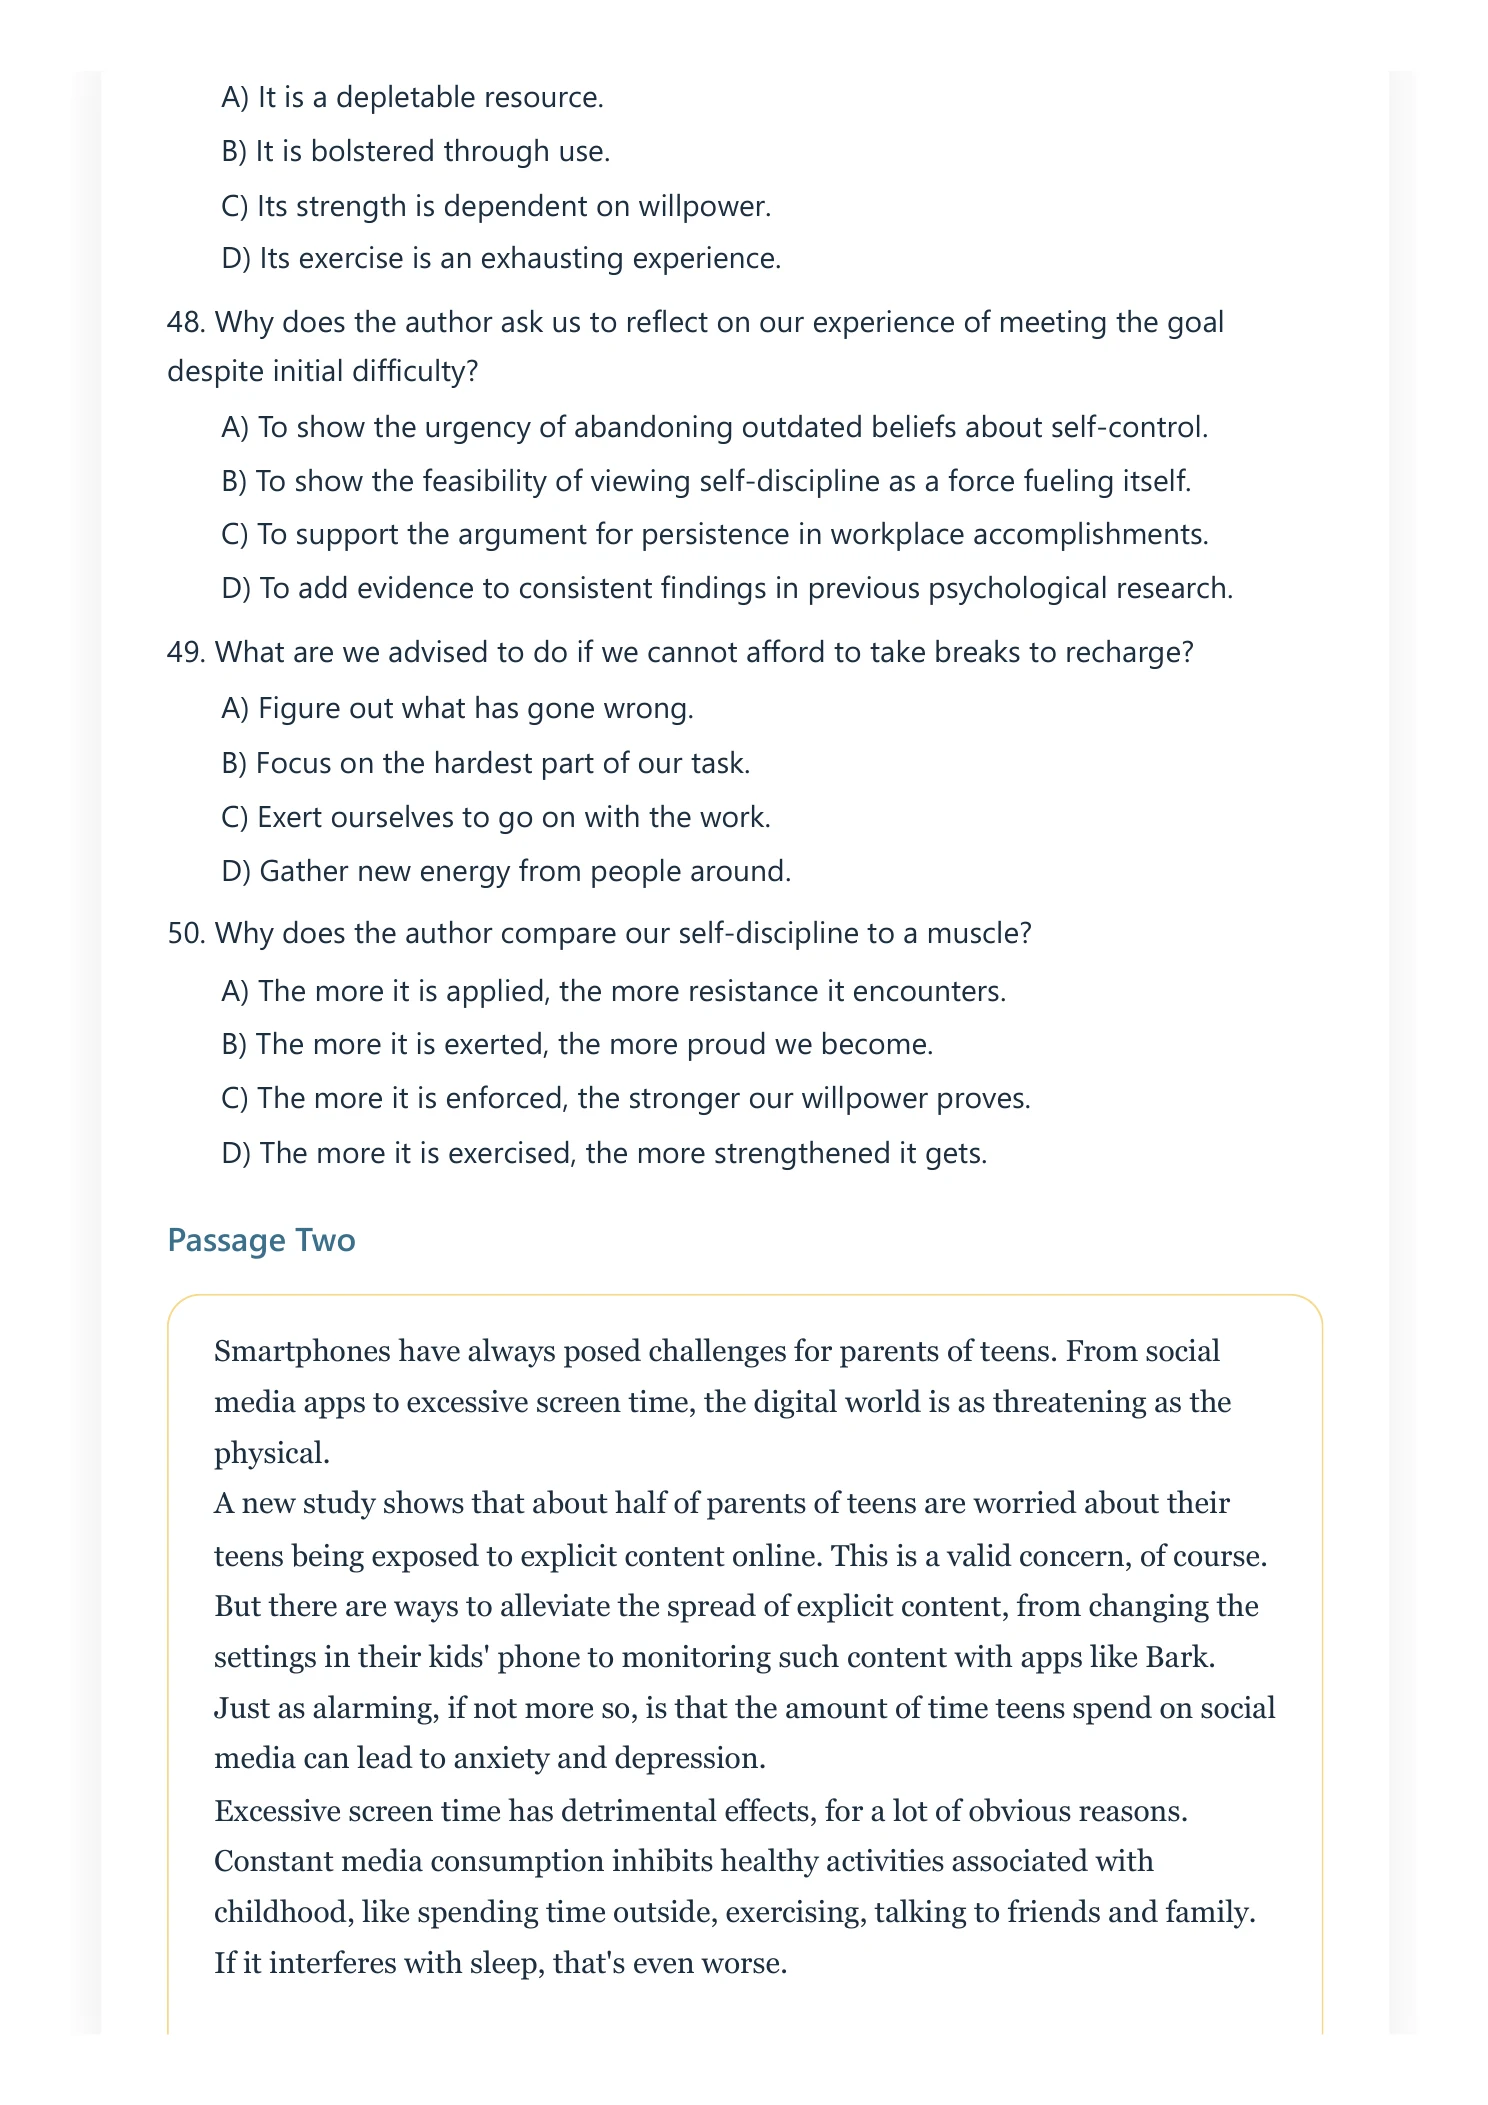 A) It is a depletable resource.
B) It is bolstered through use.
C) Its strength is dependent on willpower.
D) Its exercise is an exhausting experience.
48. Why does the author ask us to reflect on our experience of meeting the goal
despite initial difficulty?
A) To show the urgency of abandoning outdated beliefs about self-control.
B) To show the feasibility of viewing self-discipline as a force fueling itself.
C) To support the argument for persistence in workplace accomplishments.
D) To add evidence to consistent findings in previous psychological research.
49. What are we advised to do if we cannot afford to take breaks to recharge?
A) Figure out what has gone wrong.
B) Focus on the hardest part of our task.
C) Exert ourselves to go on with the work.
D) Gather new energy from people around.
50. Why does the author compare our self-discipline to a muscle?
A) The more it is applied, the more resistance it encounters.
B) The more it is exerted, the more proud we become.
C) The more it is enforced, the stronger our willpower proves.
D) The more it is exercised, the more strengthened it gets.
Passage Two
Smartphones have always posed challenges for parents of teens. From social
media apps to excessive screen time, the digital world is as threatening as the
physical.
A new study shows that about half of parents of teens are worried about their
teens being exposed to explicit content online. This is a valid concern, of course.
But there are ways to alleviate the spread of explicit content, from changing the
settings in their kids' phone to monitoring such content with apps like Bark.
Just as alarming, if not more so, is that the amount of time teens spend on social
media can lead to anxiety and depression.
Excessive screen time has detrimental effects, for a lot of obvious reasons.
Constant media consumption inhibits healthy activities associated with
childhood, like spending time outside, exercising, talking to friends and family.
If it interferes with sleep, that's even worse.